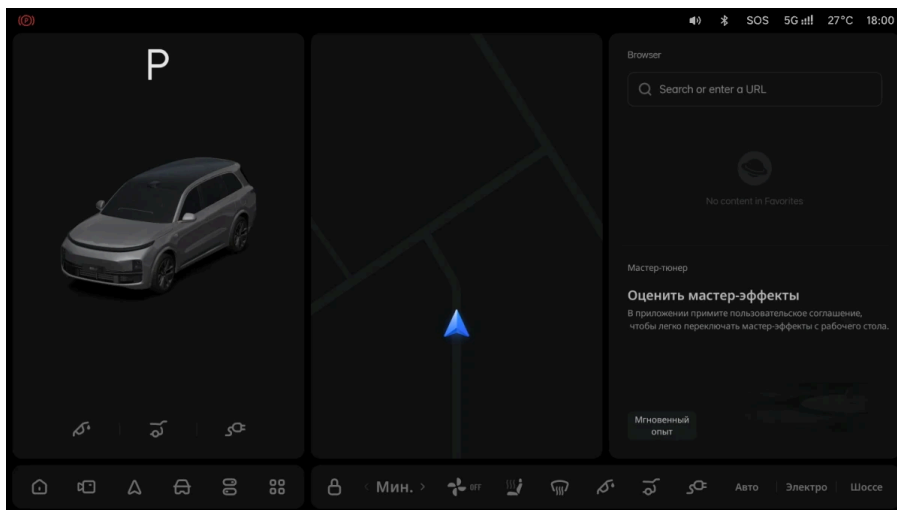 (P)
SOS
5G
27°C
18:00
P
Browser
Search or enter a URL
No content in Favorites
Мастер-тюнер
Оценить мастер-эффекты
В приложении примите пользовательское соглашение,
чтобы легко переключать мастер-эффекты с рабочего стола.
Мгновенный
опыт
Мин.
OFF
Авто
Электро
Шоссе